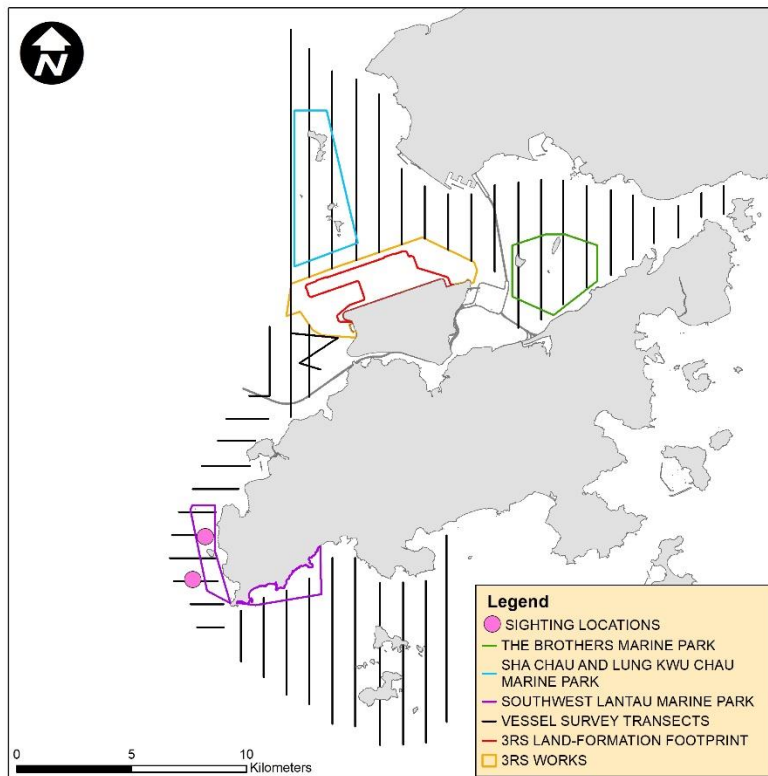 N
Legend
SIGHTING LOCATIONS
THE BROTHERS MARINE PARK
SHA CHAU AND LUNG KWU CHAU
MARINE PARK
SOUTHWEST LANTAU MARINE PARK
VESSEL SURVEY TRANSECTS
3RS LAND-FORMATION FOOTPRINT
3RS WORKS
0 5 10
Kilometers